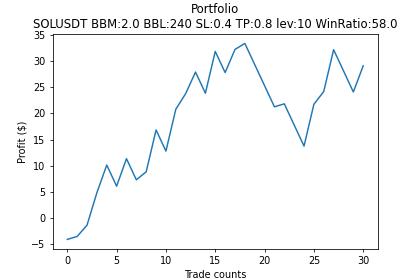 Portfolio
SOLUSDT BBM:2.0 BBL:240 SL:0.4 TP:0.8 lev:10 WinRatio:58.0
35
30
25
20
15
10
5
0
−5
Profit ($)
0 5 10 15 20 25 30
Trade counts